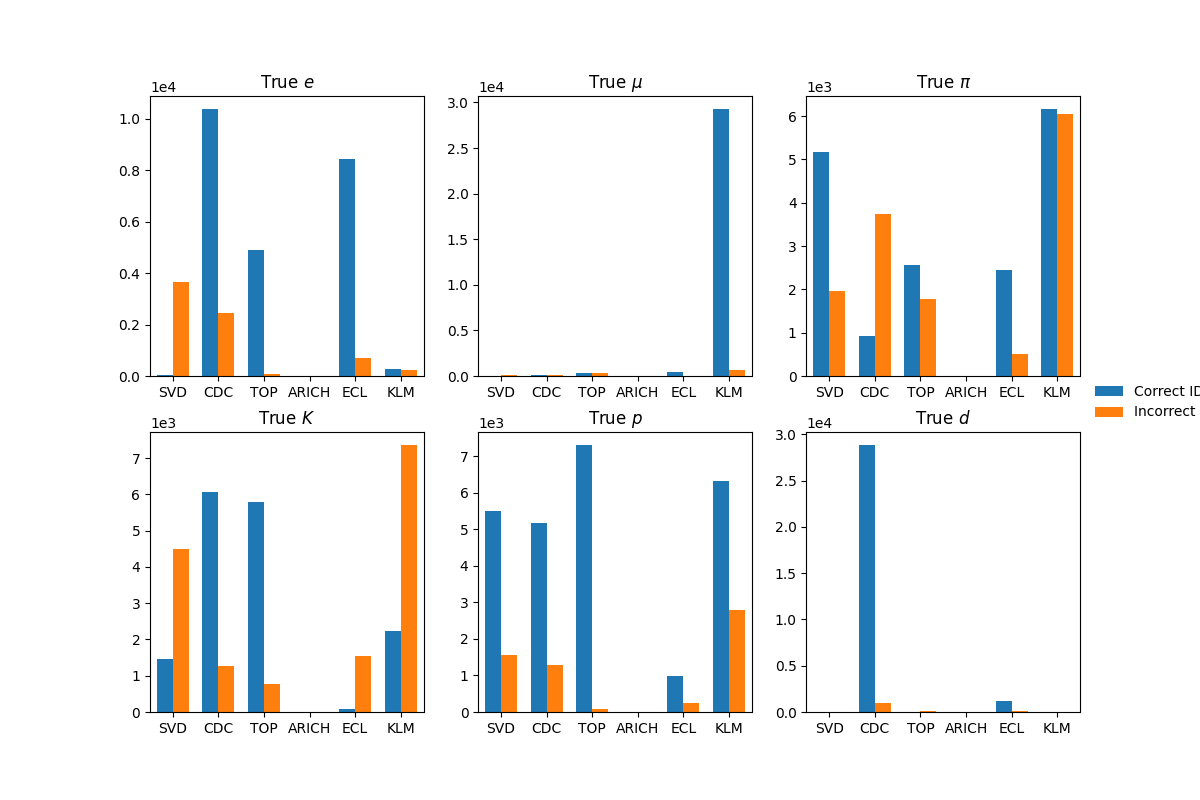 True e
1e4
1.0
0.8
0.6
0.4
0.2
0.0
SVD CDC TOP ARICH ECL KLM
True μ
1e4
3.0
2.5
2.0
1.5
1.0
0.5
0.0
SVD CDC TOP ARICH ECL KLM
True π
1e3
6
5
4
3
2
1
0
SVD CDC TOP ARICH ECL KLM
True K
1e3
7
6
5
4
3
2
1
0
SVD CDC TOP ARICH ECL KLM
True p
1e3
7
6
5
4
3
2
1
0
SVD CDC TOP ARICH ECL KLM
True d
1e4
3.0
2.5
2.0
1.5
1.0
0.5
0.0
SVD CDC TOP ARICH ECL KLM
Correct ID
Incorrect